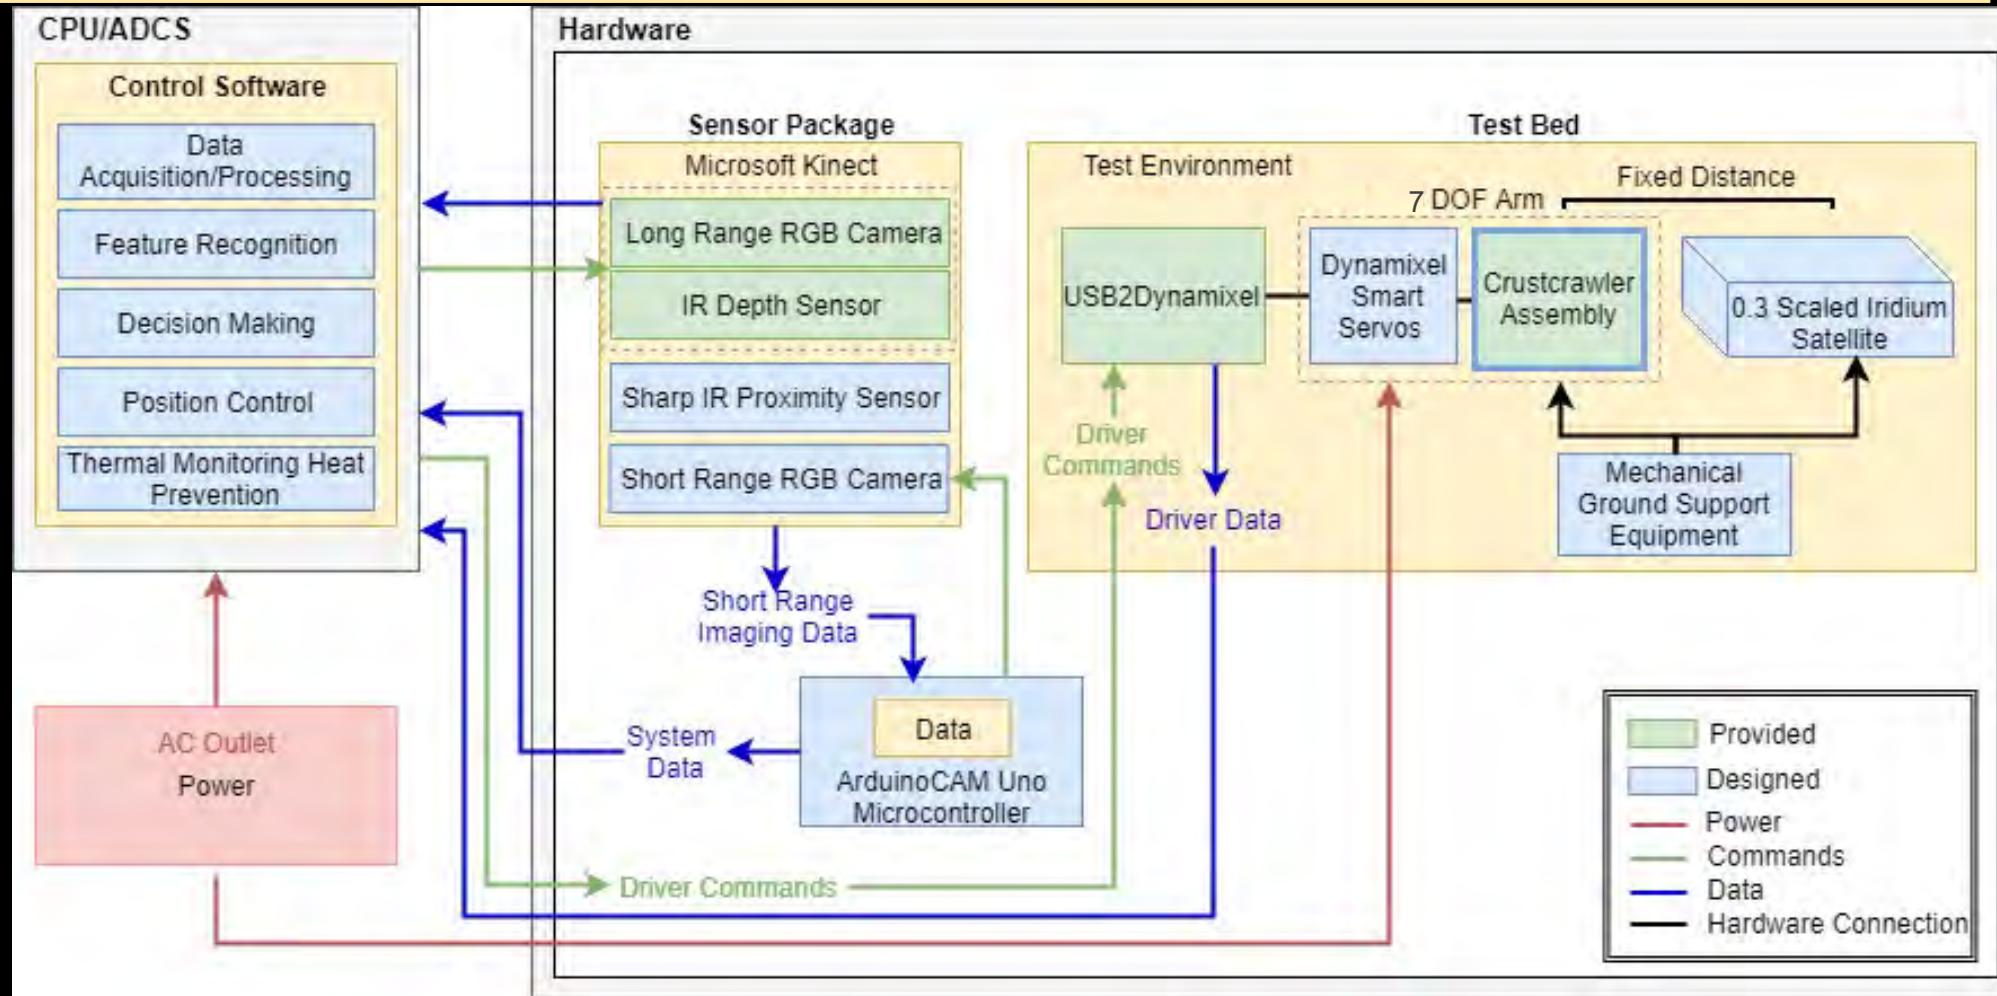 CPU/ADCS
Control Software
Data
Acquisition/Processing
Feature Recognition
Decision Making
Position Control
Thermal Monitoring Heat
Prevention
AC Outlet
Power
Hardware
Sensor Package
Microsoft Kinect
Long Range RGB Camera
IR Depth Sensor
Sharp IR Proximity Sensor
Short Range RGB Camera
Short Range
Imaging Data
System
Data
Data
ArduinoCAM Uno
Microcontroller
Driver Commands
Test Bed
Test Environment
Fixed Distance
7 DOF Arm
USB2Dynamixel
Dynamixel
Smart
Servos
Crustcrawler
Assembly
0.3 Scaled Iridium
Satellite
Driver
Commands
Driver Data
Mechanical
Ground Support
Equipment
Provided
Designed
Power
Commands
Data
Hardware Connection